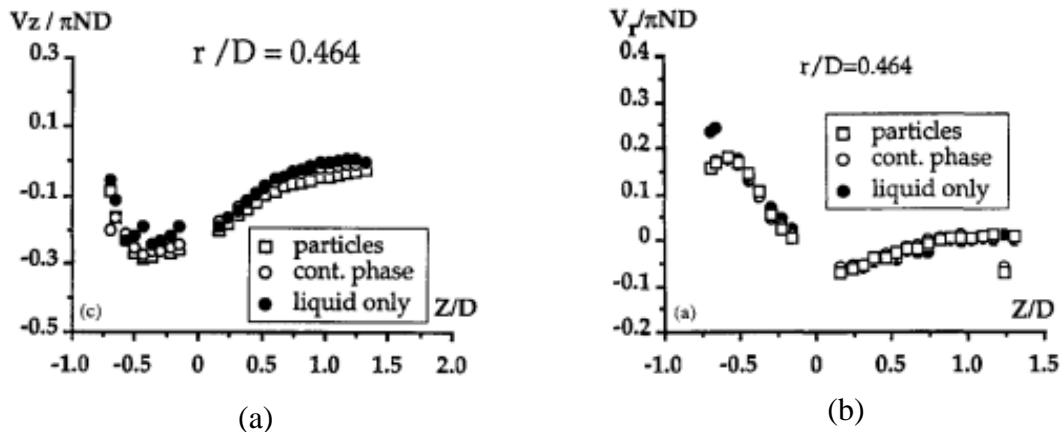 Vz / πND
r /D = 0.464
0.3
0.1
-0.1
-0.3
-0.5
particles
cont. phase
liquid only
(c)
Z/D
-1.0 -0.5 0 0.5 1.0 1.5 2.0
(a)
V_r/πND
r/D=0.464
0.4
0.3
0.2
0.1
0
-0.1
-0.2
particles
cont. phase
liquid only
(a)
Z/D
-1.0 -0.5 0 0.5 1.0 1.5
(b)